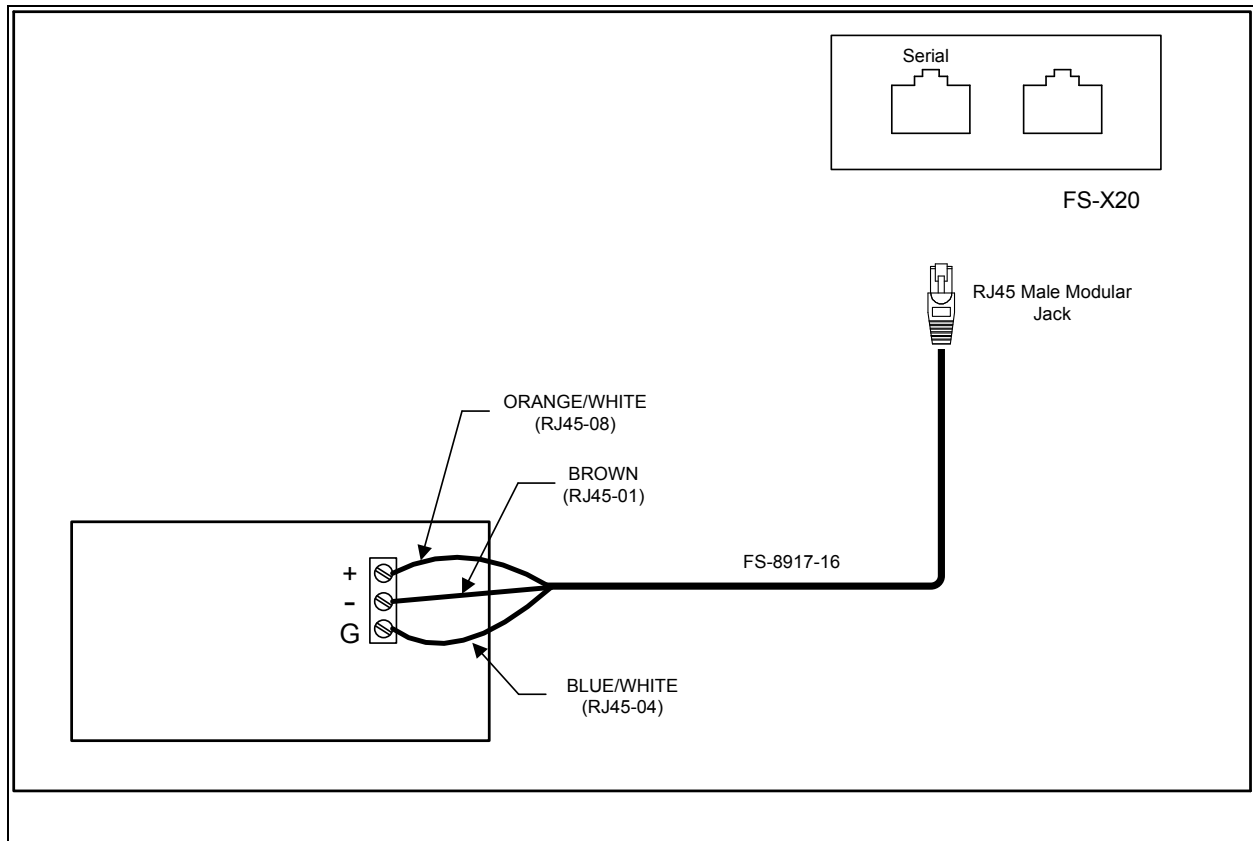 Serial
FS-X20
RJ45 Male Modular
Jack
ORANGE/WHITE
(RJ45-08)
BROWN
(RJ45-01)
FS-8917-16
+
-
G
BLUE/WHITE
(RJ45-04)